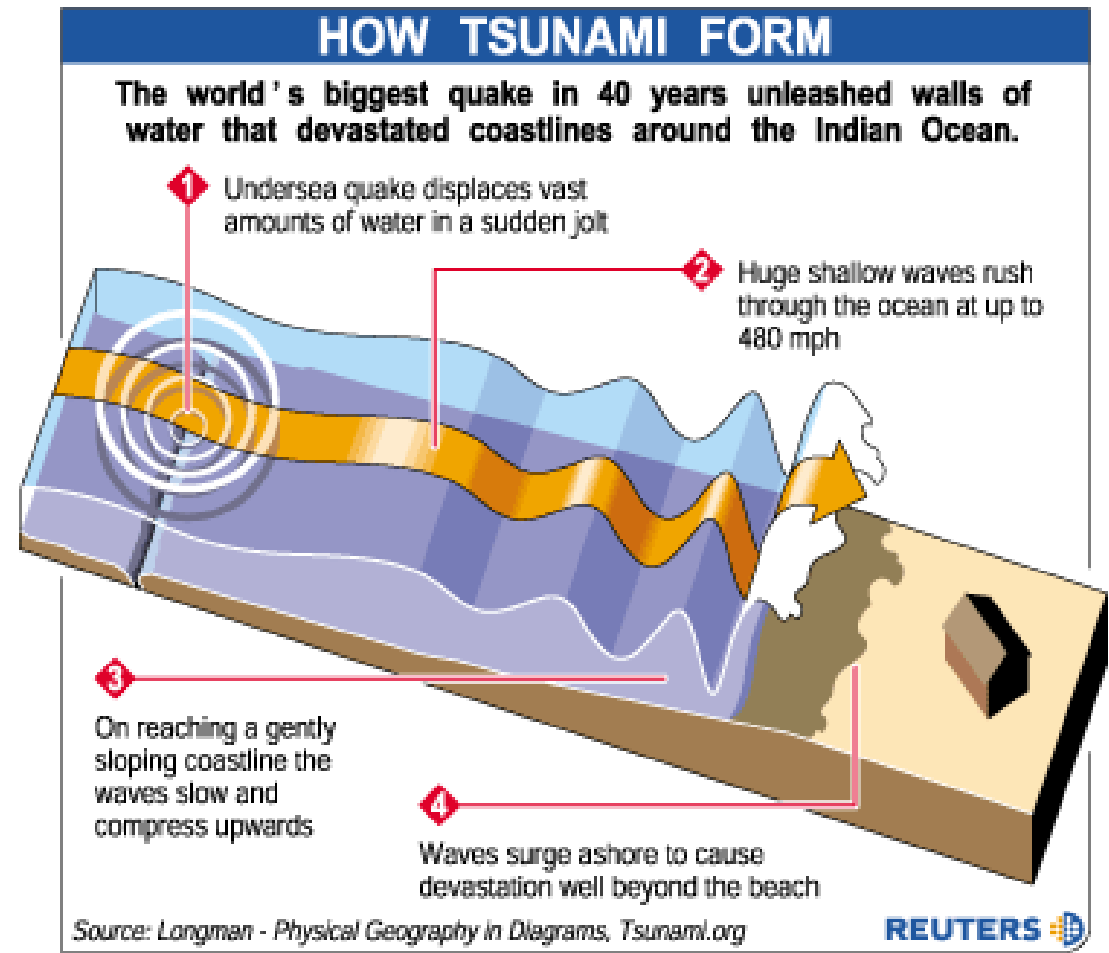 HOW TSUNAMI FORM
The world's biggest quake in 40 years unleashed walls of
water that devastated coastlines around the Indian Ocean.
1
Undersea quake displaces vast
amounts of water in a sudden jolt
2
Huge shallow waves rush
through the ocean at up to
480 mph
3
On reaching a gently
sloping coastline the
waves slow and
compress upwards
4
Waves surge ashore to cause
devastation well beyond the beach
Source: Longman - Physical Geography in Diagrams, Tsunami.org
REUTERS